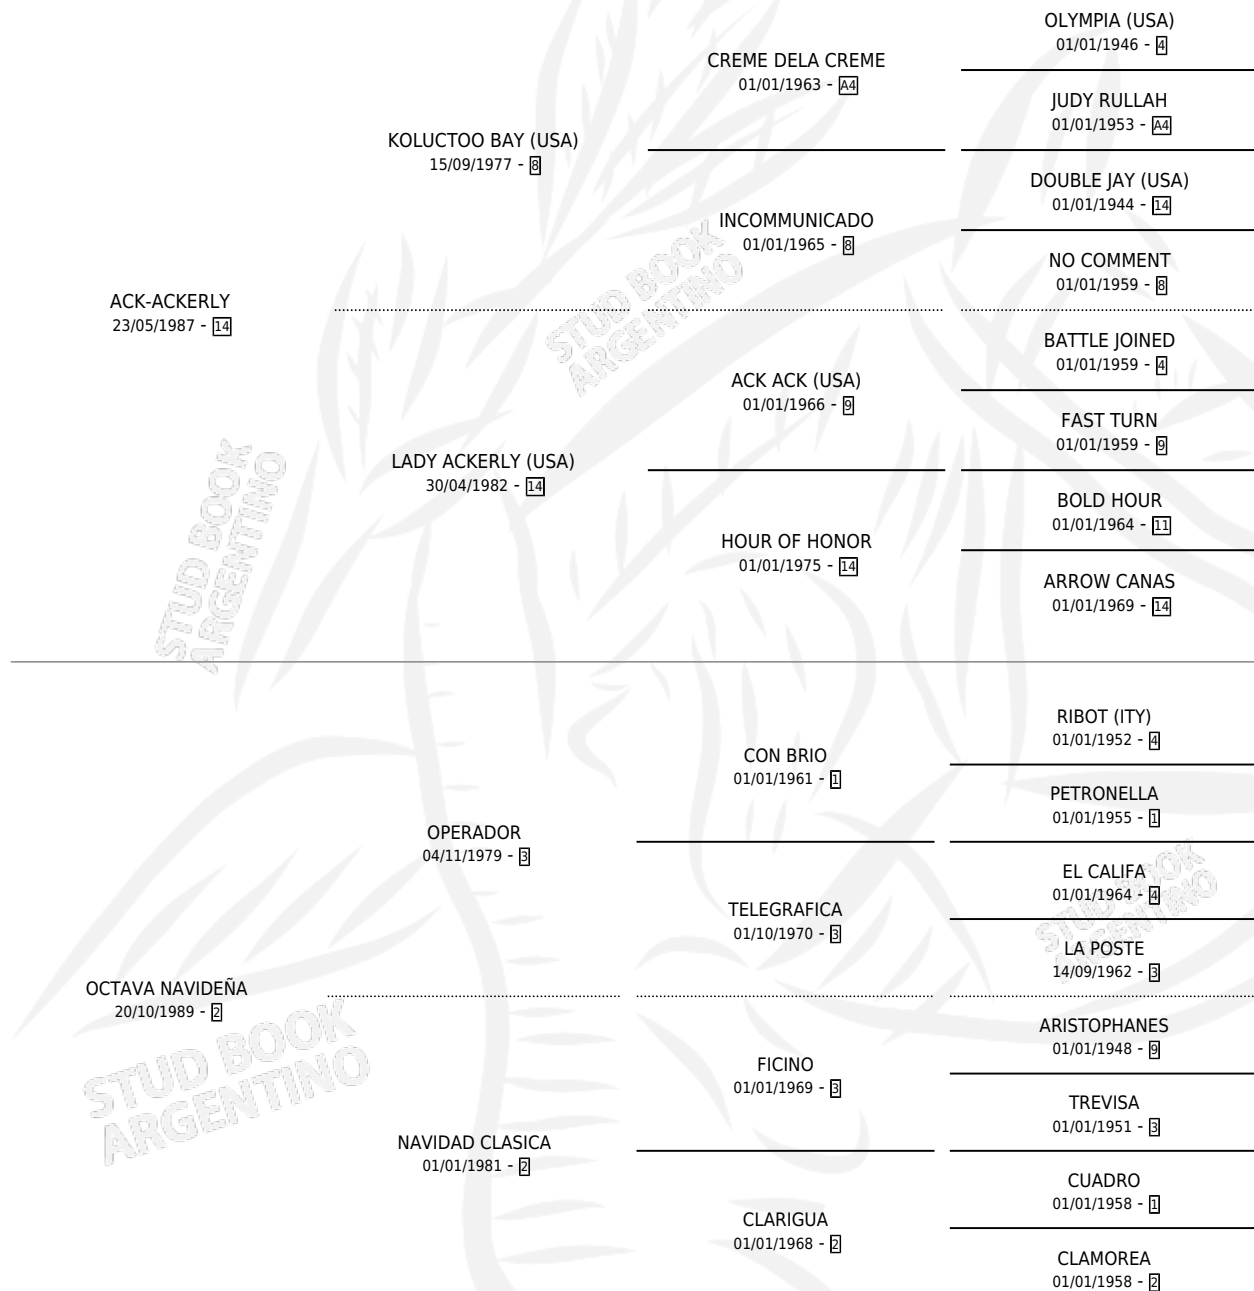 OLYMPIA (USA)
01/01/1946 - 4
CREME DELA CREME
01/01/1963 - A4
JUDY RULLAH
01/01/1953 - A4
KOLUCTOO BAY (USA)
15/09/1977 - 8
DOUBLE JAY (USA)
01/01/1944 - 14
INCOMMUNICADO
01/01/1965 - 8
NO COMMENT
01/01/1959 - 8
ACK-ACKERLY
23/05/1987 - 14
BATTLE JOINED
01/01/1959 - 4
ACK ACK (USA)
01/01/1966 - 9
FAST TURN
01/01/1959 - 9
LADY ACKERLY (USA)
30/04/1982 - 14
BOLD HOUR
01/01/1964 - 11
HOUR OF HONOR
01/01/1975 - 14
ARROW CANAS
01/01/1969 - 14
RIBOT (ITY)
01/01/1952 - 4
CON BRIO
01/01/1961 - 1
PETRONELLA
01/01/1955 - 1
OPERADOR
04/11/1979 - 3
EL CALIFA
01/01/1964 - 4
TELEGRAFICA
01/10/1970 - 3
LA POSTE
14/09/1962 - 3
OCTAVA NAVIDEÑA
20/10/1989 - 2
ARISTOPHANES
01/01/1948 - 9
FICINO
01/01/1969 - 3
TREVISA
01/01/1951 - 3
NAVIDAD CLASICA
01/01/1981 - 2
CUADRO
01/01/1958 - 1
CLARIGUA
01/01/1968 - 2
CLAMOREA
01/01/1958 - 2
STUD BOOK
ARGENTINO
STUD BOOK
ARGENTINO
STUD BOOK
ARGENTINO
STUD BOOK
ARGENTINO